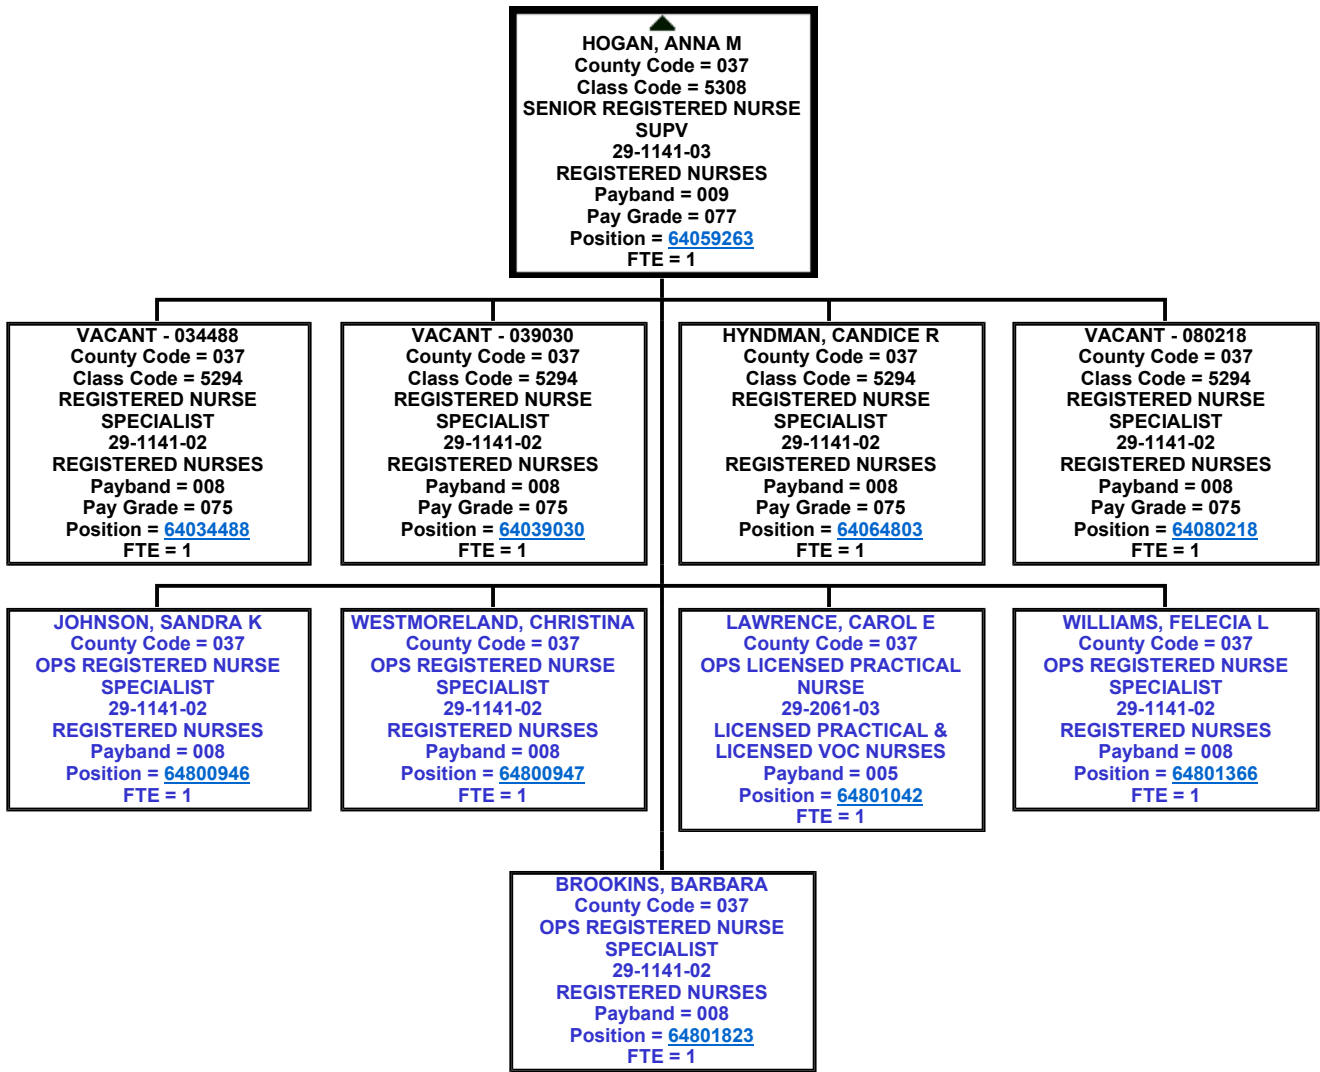 HOGAN, ANNA M
County Code = 037
Class Code = 5308
SENIOR REGISTERED NURSE
SUPV
29-1141-03
REGISTERED NURSES
Payband = 009
Pay Grade = 077
Position = 64059263
FTE = 1
VACANT - 034488
County Code = 037
Class Code = 5294
REGISTERED NURSE
SPECIALIST
29-1141-02
REGISTERED NURSES
Payband = 008
Pay Grade = 075
Position = 64034488
FTE = 1
VACANT - 039030
County Code = 037
Class Code = 5294
REGISTERED NURSE
SPECIALIST
29-1141-02
REGISTERED NURSES
Payband = 008
Pay Grade = 075
Position = 64039030
FTE = 1
HYNDMAN, CANDICE R
County Code = 037
Class Code = 5294
REGISTERED NURSE
SPECIALIST
29-1141-02
REGISTERED NURSES
Payband = 008
Pay Grade = 075
Position = 64064803
FTE = 1
VACANT - 080218
County Code = 037
Class Code = 5294
REGISTERED NURSE
SPECIALIST
29-1141-02
REGISTERED NURSES
Payband = 008
Pay Grade = 075
Position = 64080218
FTE = 1
JOHNSON, SANDRA K
County Code = 037
OPS REGISTERED NURSE
SPECIALIST
29-1141-02
REGISTERED NURSES
Payband = 008
Position = 64800946
FTE = 1
WESTMORELAND, CHRISTINA
County Code = 037
OPS REGISTERED NURSE
SPECIALIST
29-1141-02
REGISTERED NURSES
Payband = 008
Position = 64800947
FTE = 1
LAWRENCE, CAROL E
County Code = 037
OPS LICENSED PRACTICAL
NURSE
29-2061-03
LICENSED PRACTICAL &
LICENSED VOC NURSES
Payband = 005
Position = 64801042
FTE = 1
WILLIAMS, FELECIA L
County Code = 037
OPS REGISTERED NURSE
SPECIALIST
29-1141-02
REGISTERED NURSES
Payband = 008
Position = 64801366
FTE = 1
BROOKINS, BARBARA
County Code = 037
OPS REGISTERED NURSE
SPECIALIST
29-1141-02
REGISTERED NURSES
Payband = 008
Position = 64801823
FTE = 1